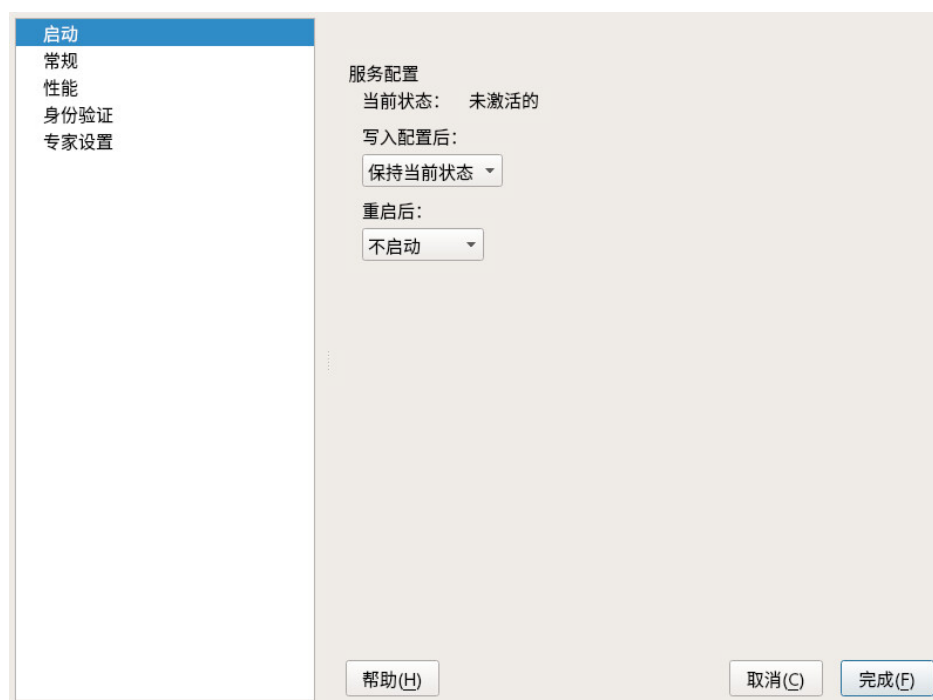 启动
常规
性能
身份验证
专家设置
服务配置
当前状态： 未激活的
写入配置后：
保持当前状态
重启后：
不启动
帮助(H)
取消(C)
完成(F)